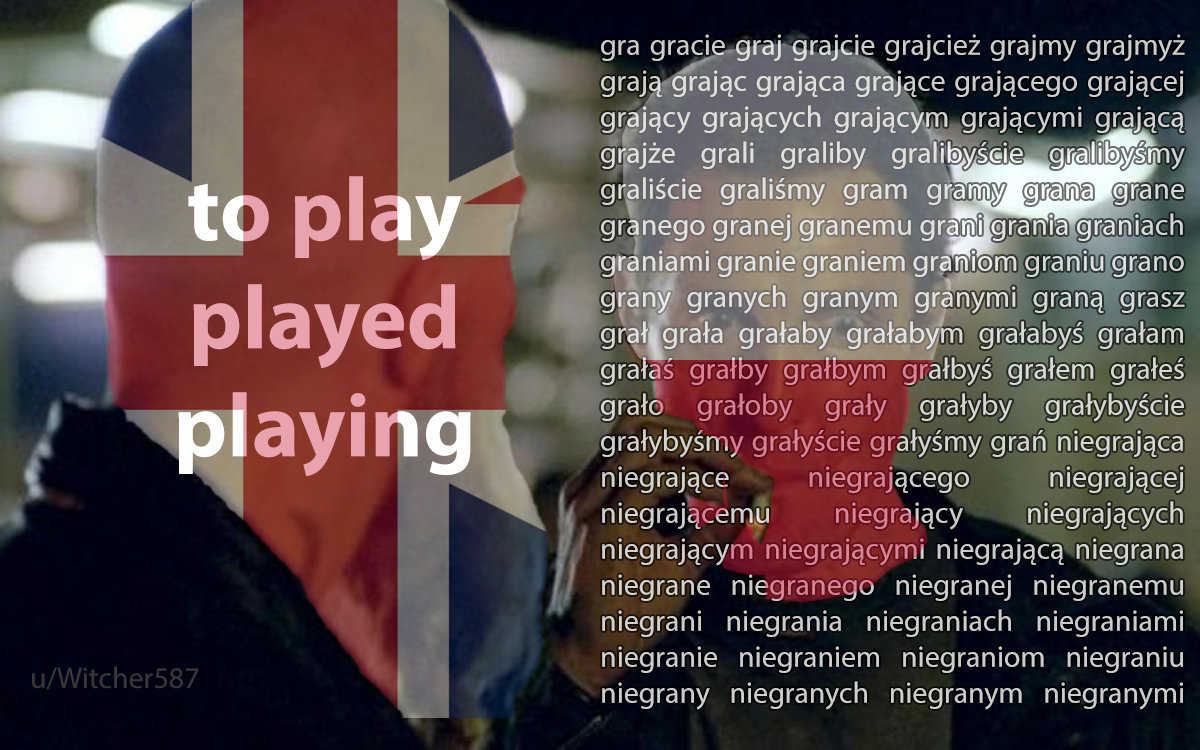 to play
played
playing
gra gracie graj grajcie grajcież grajmy grajmyż
grają grając grająca grające grającego grającej
grający grających grającym grającymi grającą
grajże grali graliby gralibyście gralibyśmy
graliście graliśmy gram gramy grana grane
granego granej granemu grani grania graniach
graniami granie graniem graniom graniu grano
grany granych granym granymi graną grasz
grał grała grałaby grałabym grałabyś grałam
grałaś grałby grałbym grałbyś grałem grałeś
grało grałoby grały grałyby grałybyście
grałybyśmy grałyście grałyśmy grań niegrająca
niegrające niegrającego niegrającej
niegrającemu niegrający niegrających
niegrającym niegrającymi niegrającą niegrana
niegrane niegranego niegranej niegranemu
niegrani niegrania niegraniach niegraniami
niegranie niegraniem niegraniom niegraniu
niegrany niegranych niegranym niegranymi
u/Witcher587